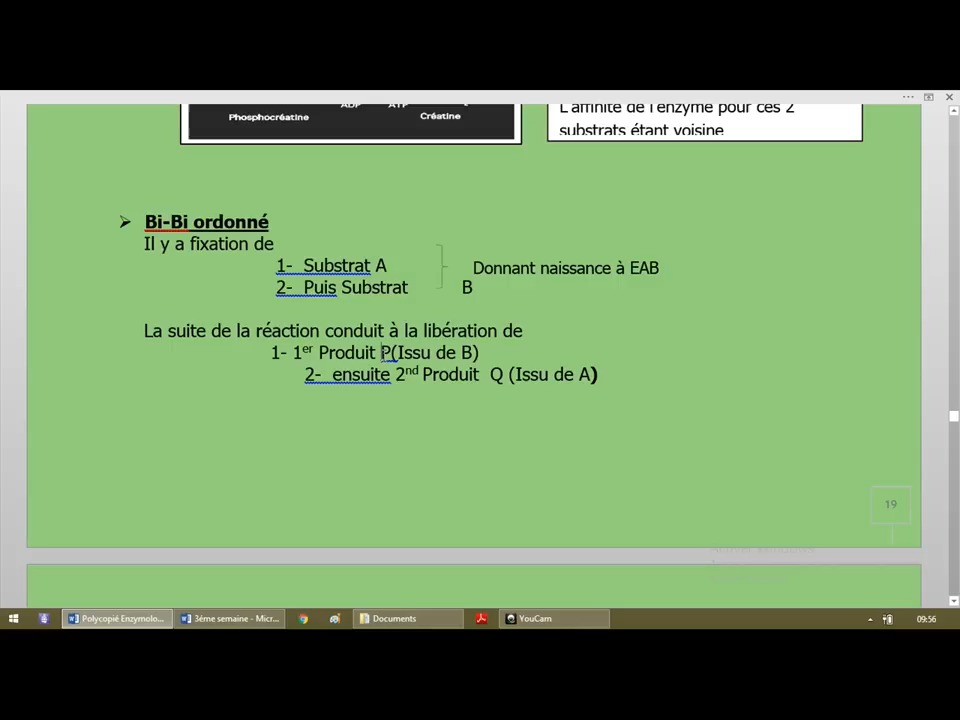 ADP ATP
Phosphocréatine Créatine
L'affinité de l'enzyme pour ces 2
substrats étant voisine
Bi-Bi ordonné
Il y a fixation de
1- Substrat A
Donnant naissance à EAB
2- Puis Substrat B
La suite de la réaction conduit à la libération de
1- 1er Produit P(Issu de B)
2- ensuite 2nd Produit Q (Issu de A)
19
Polycopié Enzymolo... 3éme semaine - Micr... Documents YouCam 09:56